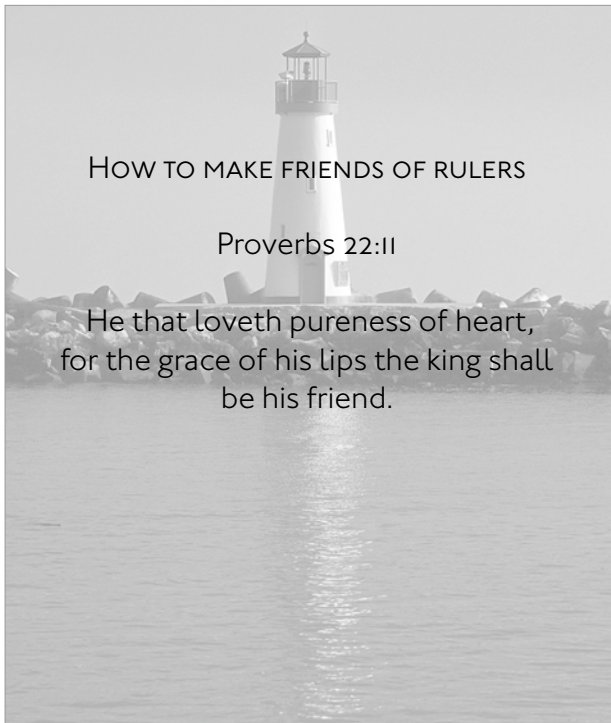 How to make friends of rulers
Proverbs 22:11
He that loveth pureness of heart,
for the grace of his lips the king shall
be his friend.